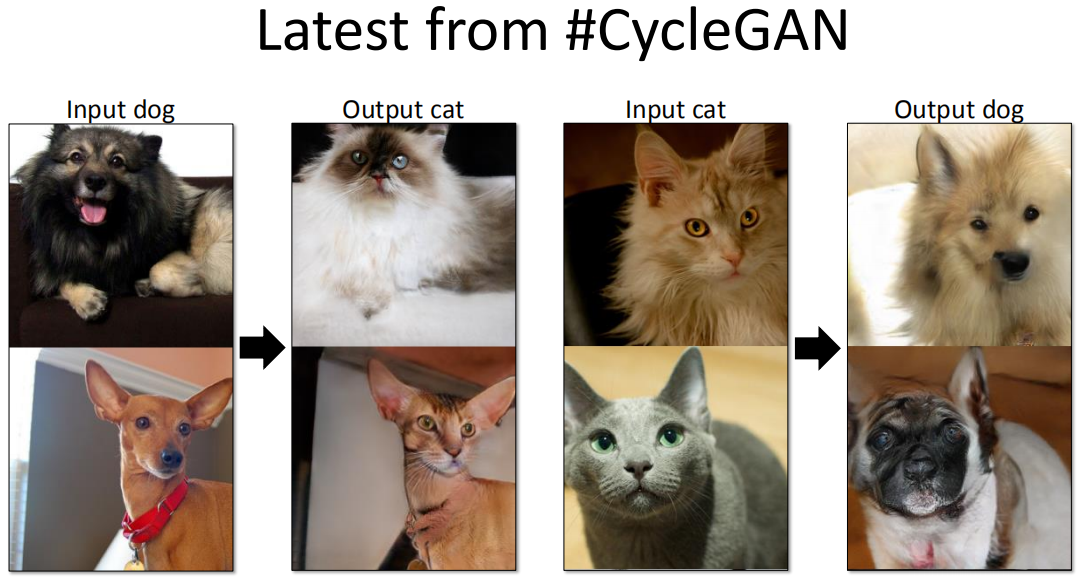 Latest from #CycleGAN
Input dog
Output cat
Input cat
Output dog